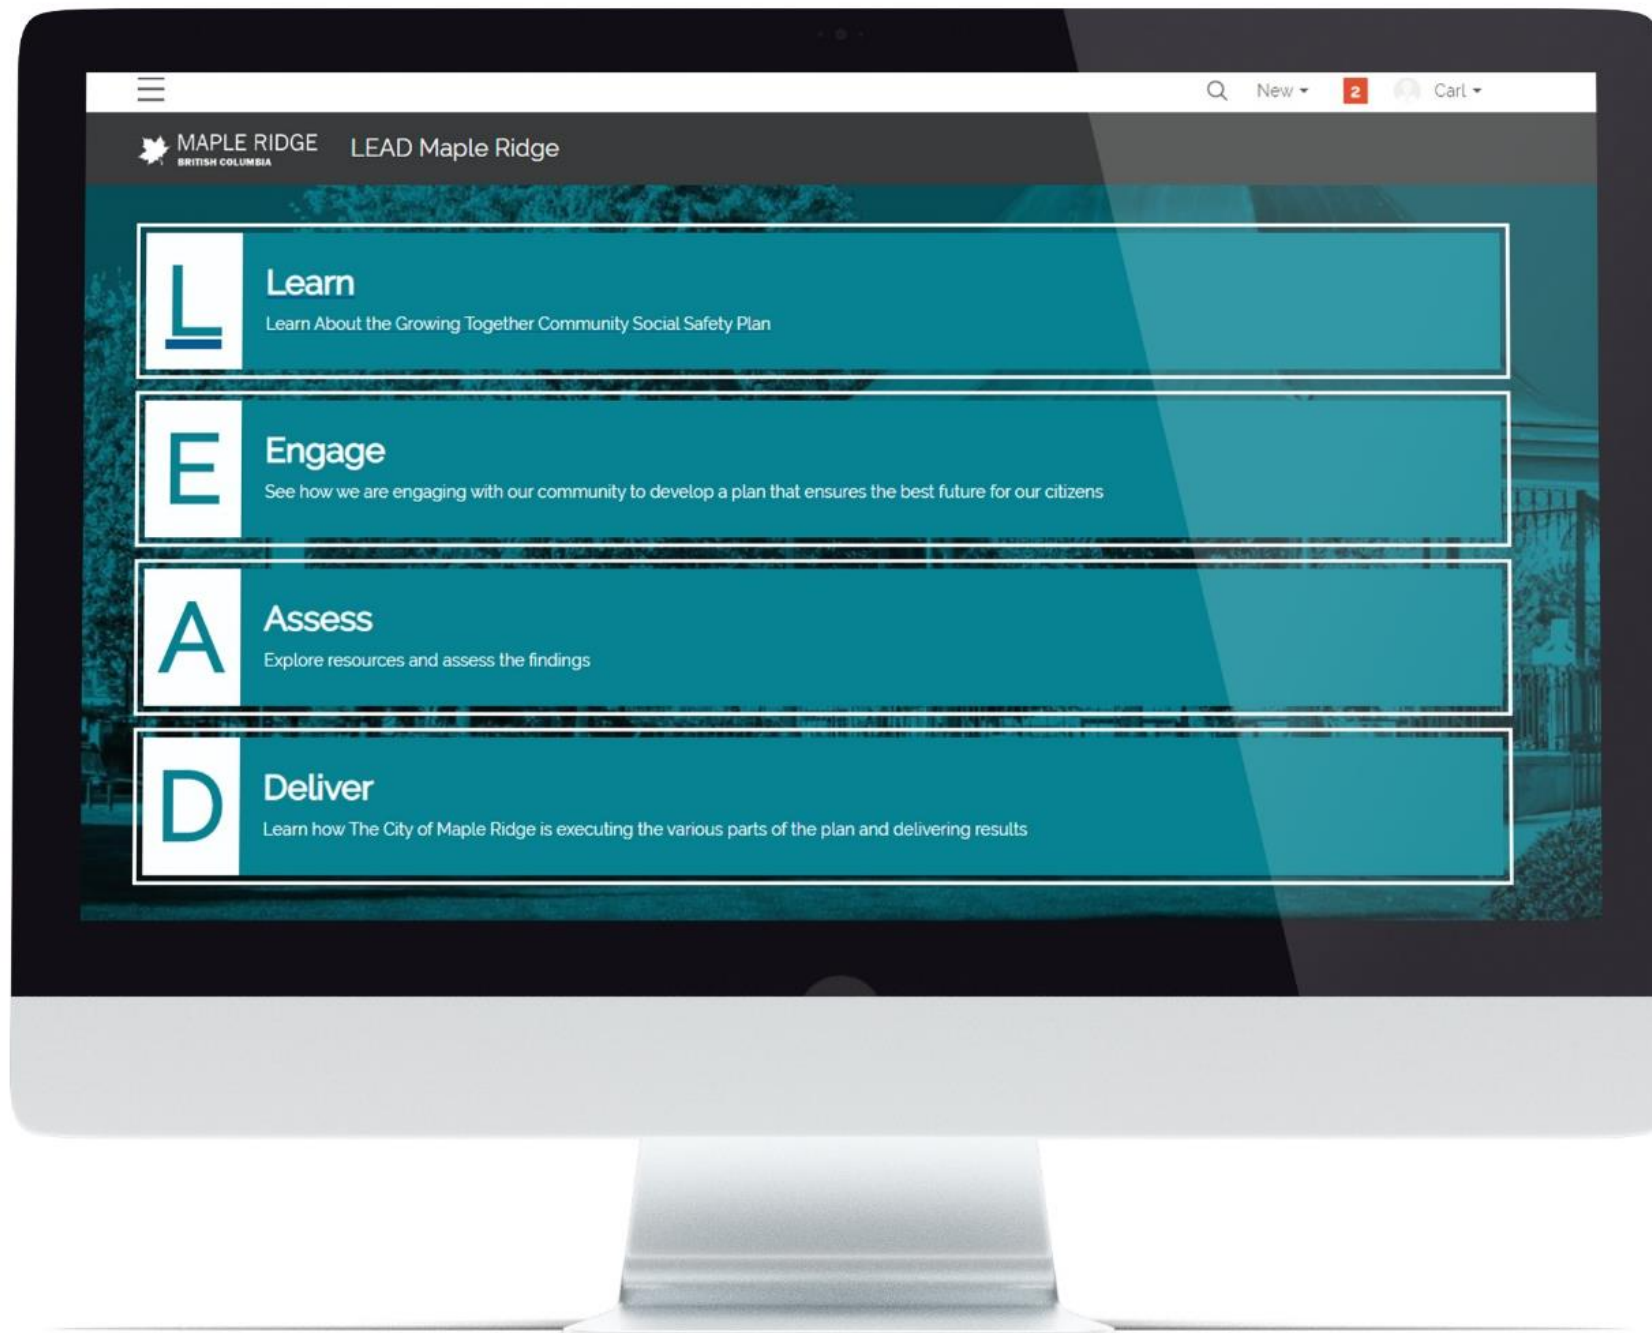 New
2
Carl
MAPLE RIDGE
BRITISH COLUMBIA
LEAD Maple Ridge
L
Learn
Learn About the Growing Together Community Social Safety Plan
E
Engage
See how we are engaging with our community to develop a plan that ensures the best future for our citizens
A
Assess
Explore resources and assess the findings
D
Deliver
Learn how The City of Maple Ridge is executing the various parts of the plan and delivering results